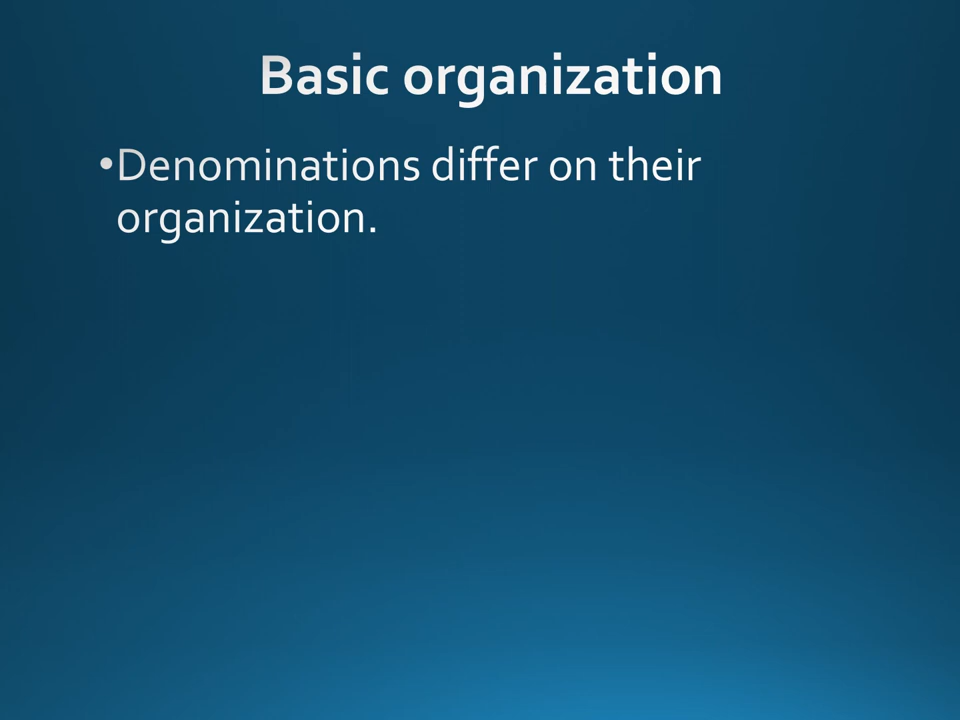 Basic organization
•Denominations differ on their
organization.